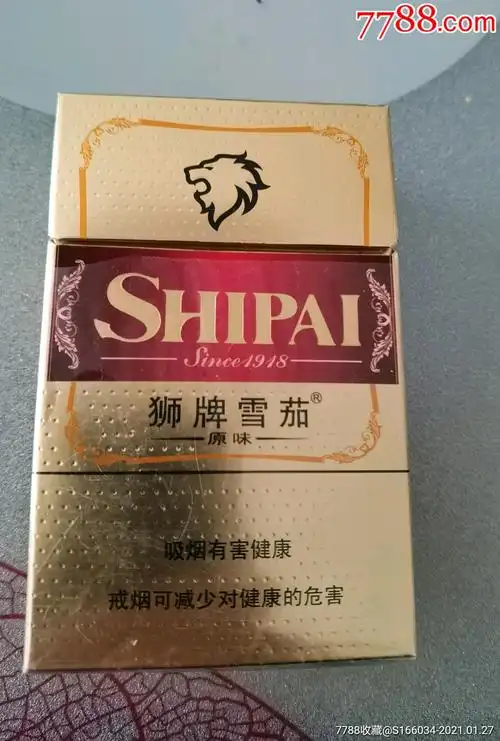 7788.com
SHIPAI
Since1918
狮牌雪茄®
原味
吸烟有害健康
戒烟可减少对健康的危害
7788收藏@S166034-2021.01.27